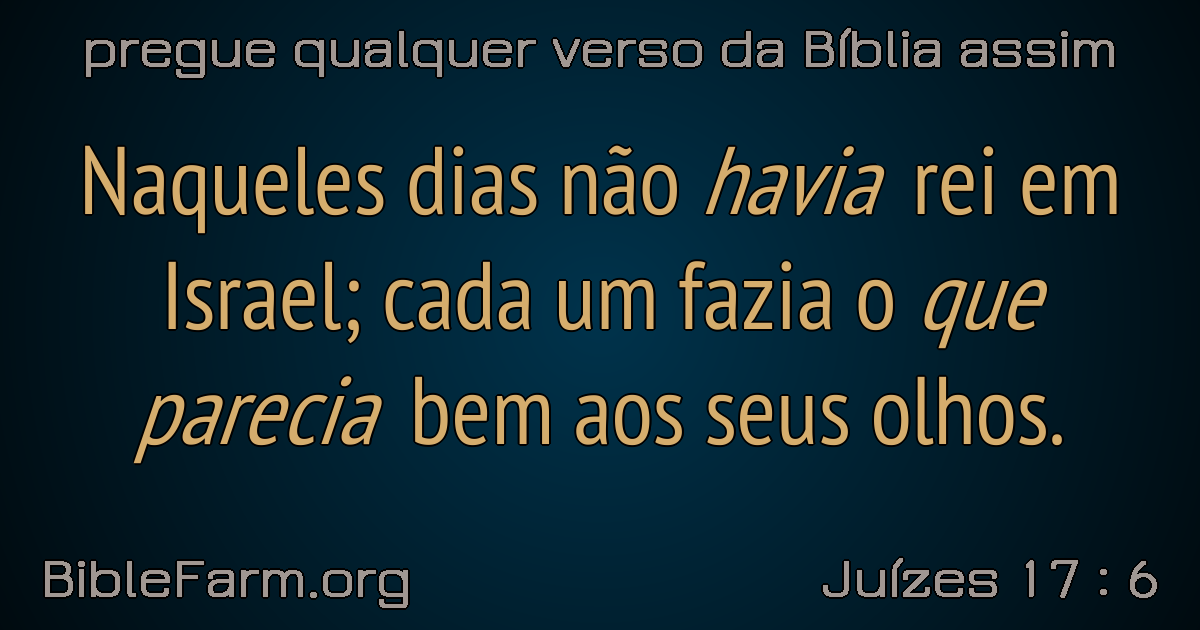 pregue qualquer verso da Bíblia assim
Naqueles dias não havia rei em
Israel; cada um fazia o que
parecia bem aos seus olhos.
BibleFarm.org
Juízes 17 : 6